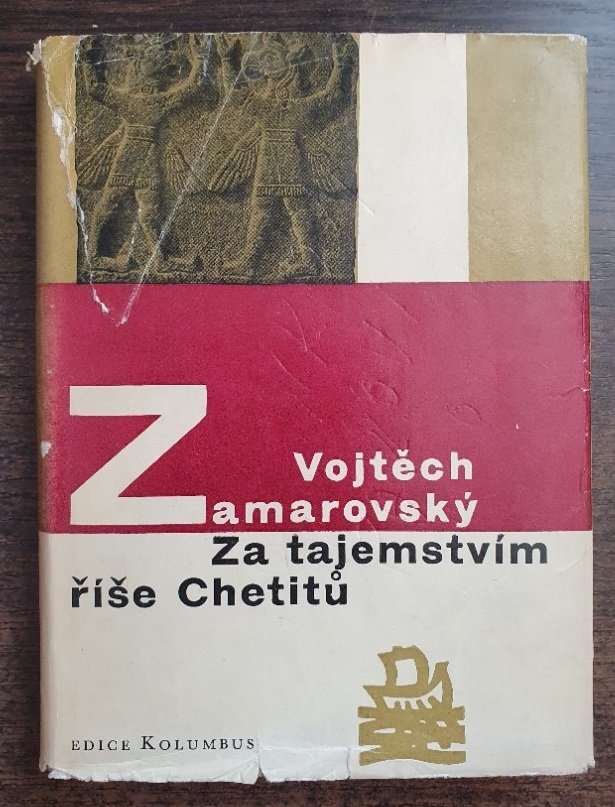 Vojtěch
Zamarovský
Za tajemstvím
říše Chetitů
EDICE KOLUMBUS